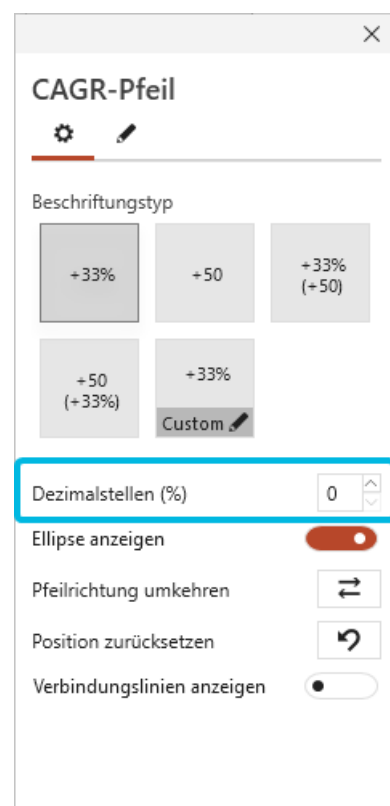 CAGR-Pfeil
Beschriftungstyp
+33%
+50
+33%
(+50)
+50
(+33%)
+33%
Custom
Dezimalstellen (%)
0
Ellipse anzeigen
Pfeilrichtung umkehren
Position zurücksetzen
Verbindungslinien anzeigen